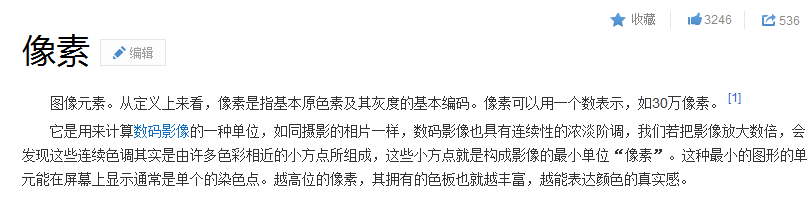 收藏 3246 536
像素 编辑
图像元素。从定义上来看，像素是指基本原色素及其灰度的基本编码。像素可以用一个数表示，如30万像素。 [1]
它是用来计算数码影像的一种单位，如同摄影的相片一样，数码影像也具有连续性的浓淡阶调，我们若把影像放大数倍，会
发现这些连续色调其实是由许多色彩相近的小方点所组成，这些小方点就是构成影像的最小单位“像素”。这种最小的图形的单
元能在屏幕上显示通常是单个的染色点。越高位的像素，其拥有的色板也就越丰富，越能表达颜色的真实感。